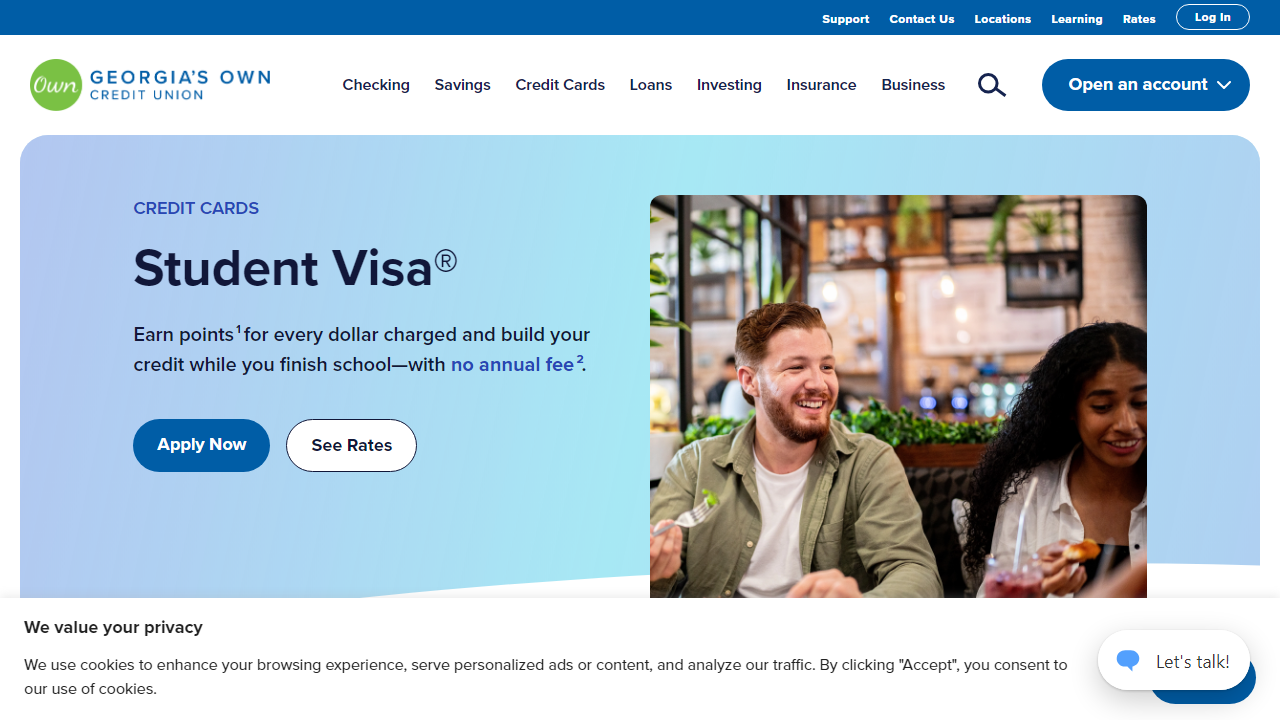 Support Contact Us Locations Learning Rates Log In
Own GEORGIA'S OWN
CREDIT UNION
Checking Savings Credit Cards Loans Investing Insurance Business Open an account
CREDIT CARDS
Student Visa®
Earn points¹ for every dollar charged and build your
credit while you finish school—with no annual fee².
Apply Now See Rates
We value your privacy
We use cookies to enhance your browsing experience, serve personalized ads or content, and analyze our traffic. By clicking "Accept", you consent to
our use of cookies.
Let's talk!